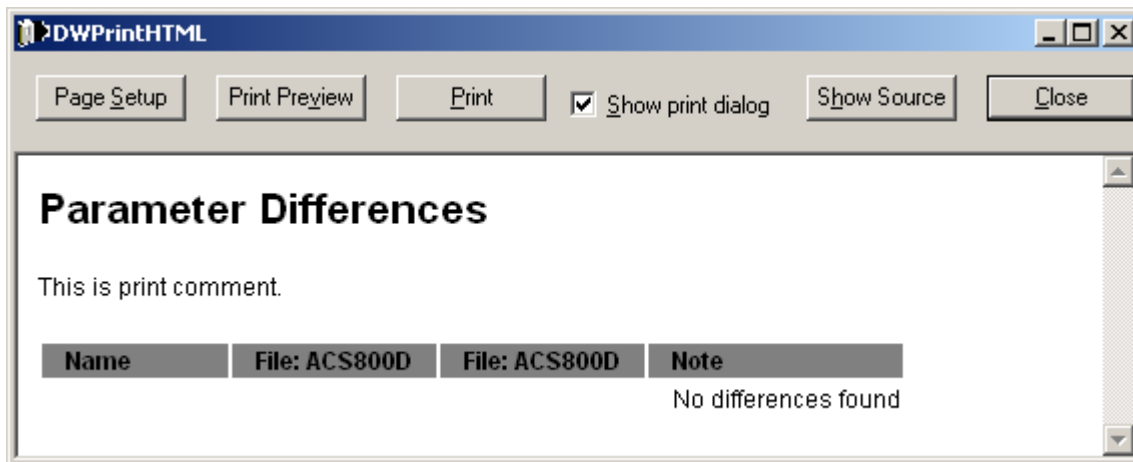 DWPrintHTML
Page Setup Print Preview Print Show print dialog Show Source Close
Parameter Differences
This is print comment.
Name File: ACS800D File: ACS800D Note
No differences found